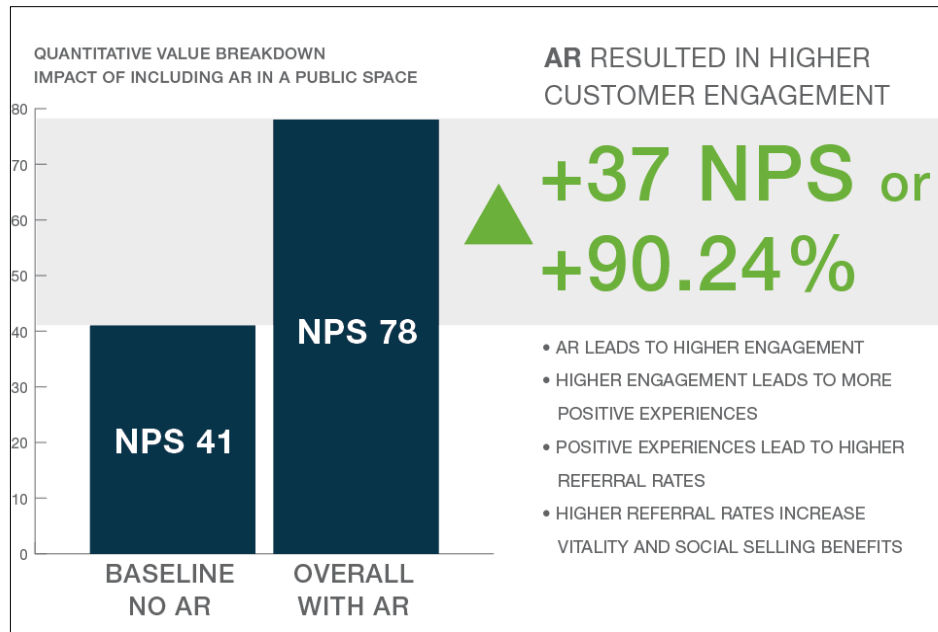 QUANTITATIVE VALUE BREAKDOWN
IMPACT OF INCLUDING AR IN A PUBLIC SPACE
80
70
60
50
40
30
20
10
0
NPS 41
NPS 78
BASELINE
NO AR
OVERALL
WITH AR
AR RESULTED IN HIGHER
CUSTOMER ENGAGEMENT
+37 NPS or
+90.24%
• AR LEADS TO HIGHER ENGAGEMENT
• HIGHER ENGAGEMENT LEADS TO MORE
POSITIVE EXPERIENCES
• POSITIVE EXPERIENCES LEAD TO HIGHER
REFERRAL RATES
• HIGHER REFERRAL RATES INCREASE
VITALITY AND SOCIAL SELLING BENEFITS